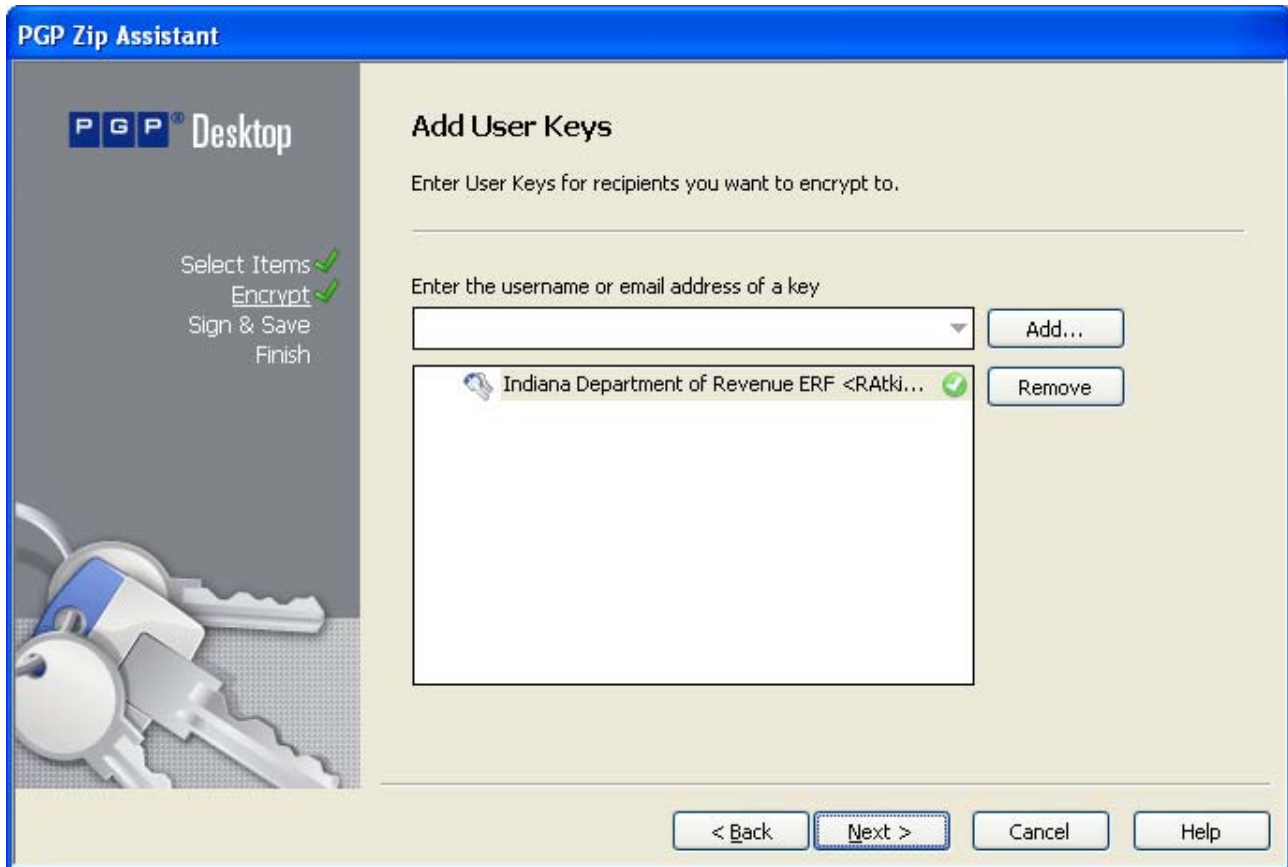 PGP Zip Assistant
PGP® Desktop
Select Items
Encrypt
Sign & Save
Finish
Add User Keys
Enter User Keys for recipients you want to encrypt to.
Enter the username or email address of a key
Add...
Indiana Department of Revenue ERF <RAtki...
Remove
< Back
Next >
Cancel
Help